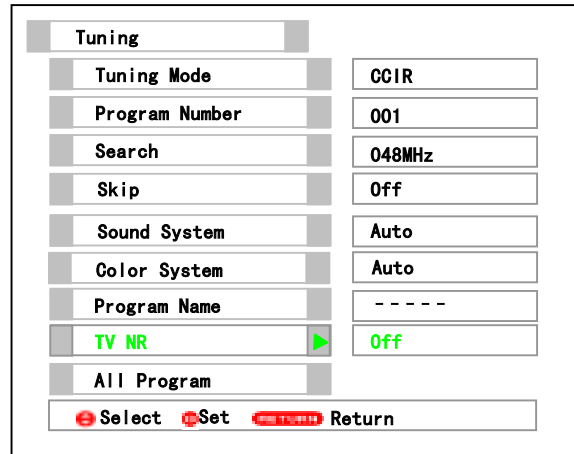 Tuning
Tuning Mode CCIR
Program Number 001
Search 048MHz
Skip Off
Sound System Auto
Color System Auto
Program Name -----
TV NR Off
All Program
Select Set RETURN Return